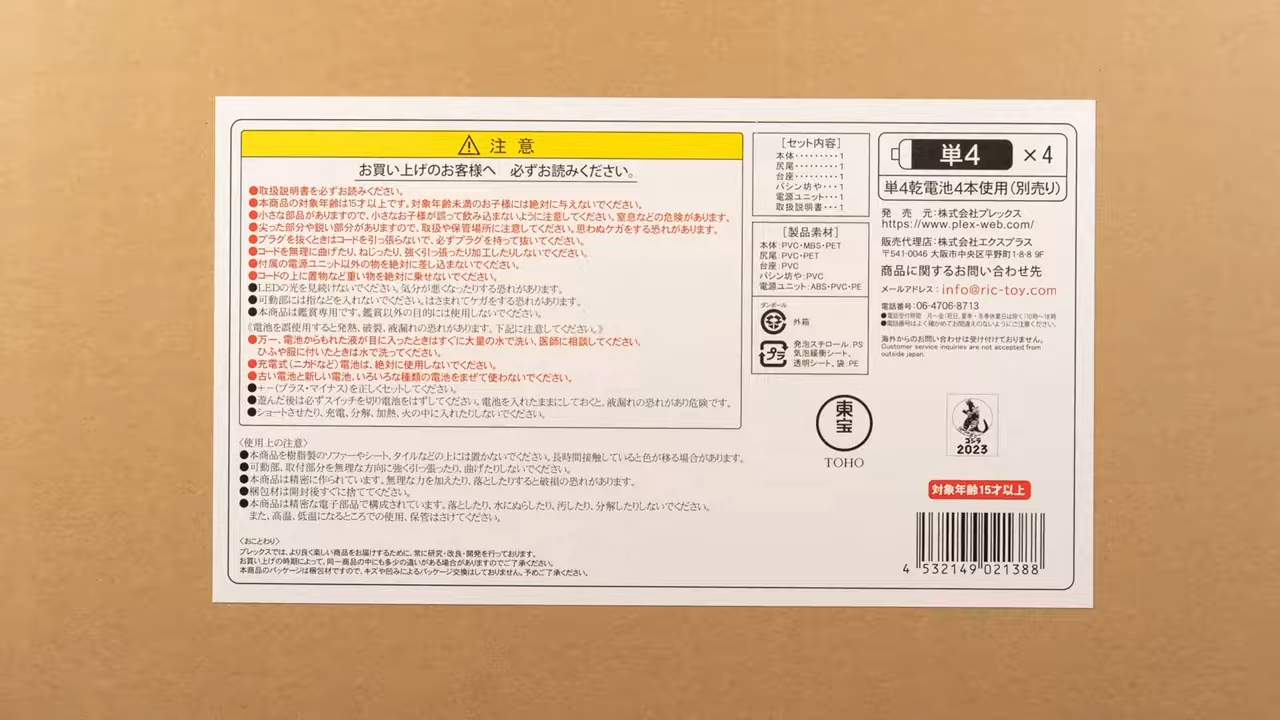 注 意
お買い上げのお客様へ 必ずお読みください。
●取扱説明書を必ずお読みください。
●本商品の対象年齢は15才以上です。対象年齢未満のお子様には絶対に与えないでください。
●小さな部品がありますので、小さなお子様が誤って飲み込まないように注意してください。窒息などの危険があります。
●尖った部分や鋭い部分がありますので、取扱や保管場所に注意してください。思わぬケガをする恐れがあります。
●プラグを抜くときはコードを引っ張らないで、必ずプラグを持って抜いてください。
●コードを無理に曲げたり、ねじったり、強く引っ張ったり加工したりしないでください。
●付属の電源ユニット以外の物を絶対に差し込まないでください。
●コードの上に置物など重い物を絶対に乗せないでください。
●LEDの光を見続けないでください。気分が悪くなったりする恐れがあります。
●可動部には指などを入れないでください。はさまれてケガをする恐れがあります。
●本商品は鑑賞専用です。鑑賞以外の目的には使用しないでください。
《電池を誤使用すると発熱、破裂、液漏れの恐れがあります。下記に注意してください。》
●万一、電池からもれた液が目に入ったときはすぐに大量の水で洗い、医師に相談してください。
ひふや服に付いたときは水で洗ってください。
●充電式(ニカドなど)電池は、絶対に使用しないでください。
●古い電池と新しい電池、いろいろな種類の電池をまぜて使わないでください。
●+-(プラス・マイナス)を正しくセットしてください。
●遊んだ後は必ずスイッチを切り電池をはずしてください。電池を入れたままにしておくと、液漏れの恐れがあり危険です。
●ショートさせたり、充電、分解、加熱、火の中に入れたりしないでください。
〈使用上の注意〉
●本商品を樹脂製のソファーやシート、タイルなどの上には置かないでください。長時間接触していると色が移る場合があります。
●可動部、取付部分を無理な方向に強く引っ張ったり、曲げたりしないでください。
●本商品は精密に作られています。無理な力を加えたり、落としたりすると破損の恐れがあります。
●梱包材は開封後すぐに捨ててください。
●本商品は精密な電子部品で構成されています。落としたり、水にぬらしたり、汚したり、分解したりしないでください。
また、高温、低温になるところでの使用、保管はさけてください。
〈おことわり〉
プレックスでは、より良く楽しい商品をお届けするために、常に研究・改良・開発を行っております。
お買い上げの時期によって、同一商品の中にも多少の違いがある場合がありますのでご了承ください。
本商品のパッケージは梱包材ですので、キズや凹みによるパッケージ交換はしておりません。予めご了承ください。
[セット内容]
本体・・・・・・・・・1
尻尾・・・・・・・・・1
台座・・・・・・・・・1
パシン坊や・・・1
電源ユニット・・・1
取扱説明書・・・1
[製品素材]
本体:PVC・MBS・PET
尻尾:PVC・PET
台座:PVC
パシン坊や:PVC
電源ユニット:ABS・PVC・PE
ダンボール
外箱
プラ
発泡スチロール:PS
気泡緩衝シート、
透明シート、袋:PE
単4 ×4
単4乾電池4本使用(別売り)
発 売 元:株式会社プレックス
https://www.plex-web.com/
販売代理店:株式会社エクスプラス
〒541-0046 大阪市中央区平野町1-8-8 9F
商品に関するお問い合わせ先
メールアドレス:info@ric-toy.com
電話番号:06-4706-8713
●電話受付時間 月~金(祝日、夏季・冬季休業日は除く)10時~16時
●電話番号はよく確かめてお間違えのないようにご注意ください。
海外からのお問い合わせは受け付けておりません。
Customer service inquiries are not accepted from
outside japan.
東宝
TOHO
ゴジラ
2023
対象年齢15才以上
4 532149 021388